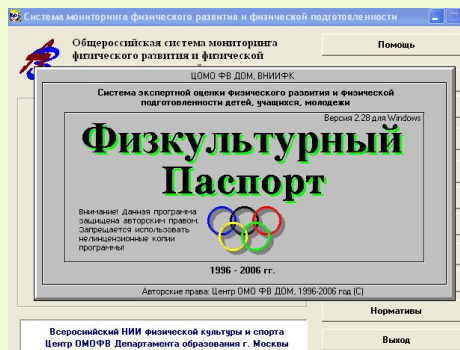 Система мониторинга физического развития и физической подготовленности
Общероссийская система мониторинга
физического развития и физической
Помощь
ЦОМО ФВ ДОМ, ВНИИФК
Система экспертной оценки физического развития и физической
подготовленности детей, учащихся, молодежи
Версия 2.28 для Windows
Физкультурный
Паспорт
Внимание! Данная программа
защищена авторским правом.
Запрещается использовать
нелицензионные копии
программы!
1996 - 2006 гг.
Авторские права: Центр ОМО ФВ ДОМ, 1996-2006 год (С)
Нормативы
Всеросиийский НИИ физической культуры и спорта
Центр ОМОФВ Департамента образования г. Москвы
Выход